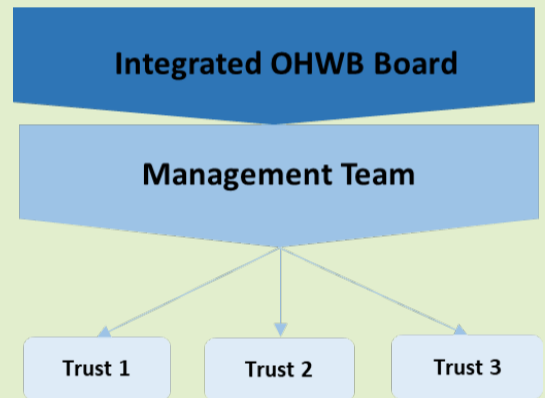 Integrated OHWB Board
Management Team
Trust 1
Trust 2
Trust 3